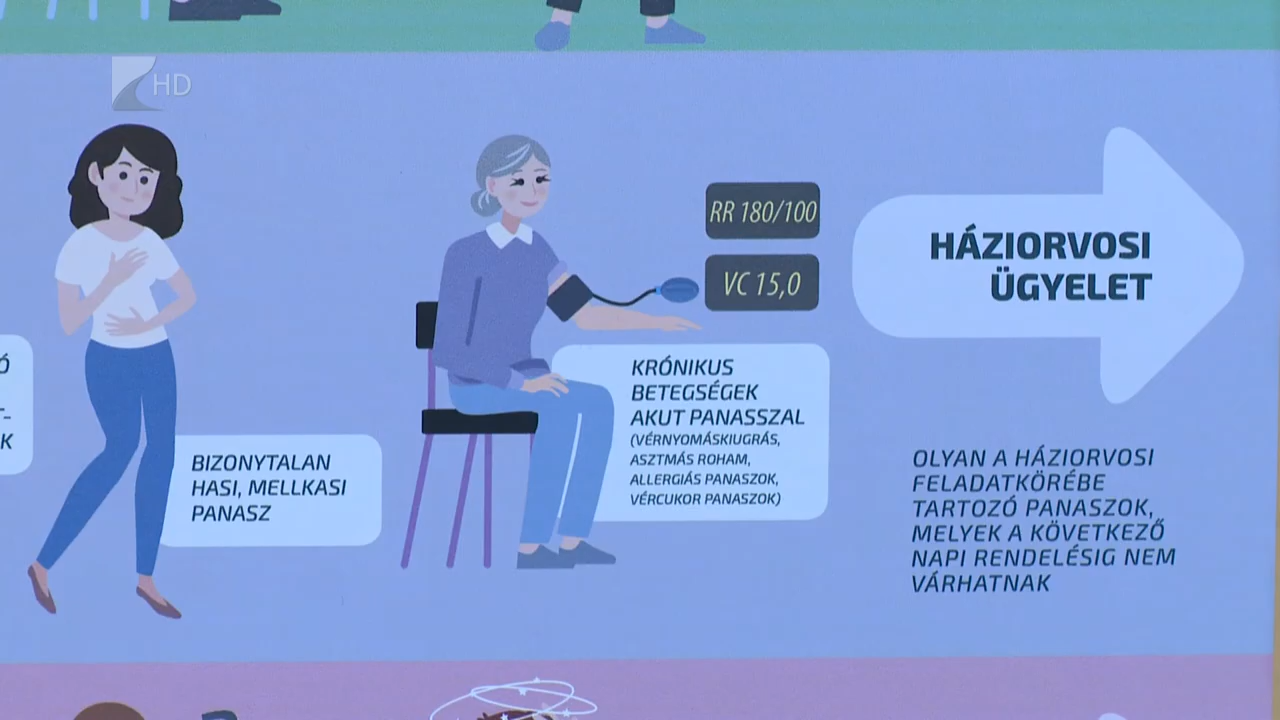 HD
Ó
T-
K
BIZONYTALAN
HASI, MELLKASI
PANASZ
RR 180/100
VC 15,0
KRÓNIKUS
BETEGSÉGEK
AKUT PANASSZAL
(VÉRNYOMÁSKIUGRÁS,
ASZTMÁS ROHAM,
ALLERGIÁS PANASZOK,
VÉRCUKOR PANASZOK)
HÁZIORVOSI
ÜGYELET
OLYAN A HÁZIORVOSI
FELADATKÖRÉBE
TARTOZÓ PANASZOK,
MELYEK A KÖVETKEZŐ
NAPI RENDELÉSIG NEM
VÁRHATNAK